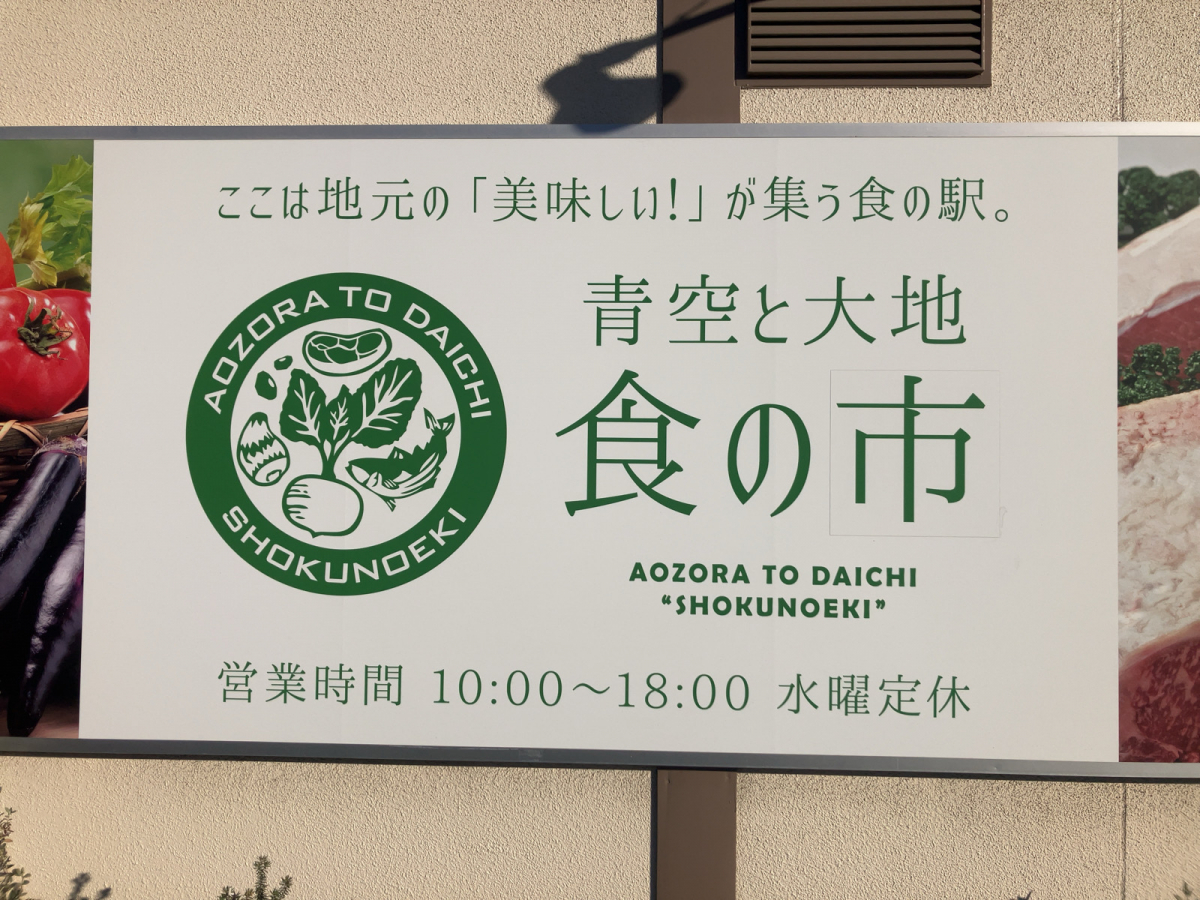 ここは地元の「美味しい!」が集う食の駅。
AOZORA TO DAICHI
SHOKUNOEKI
青空と大地
食の市
AOZORA TO DAICHI
“SHOKUNOEKI”
営業時間 10:00～18:00 水曜定休